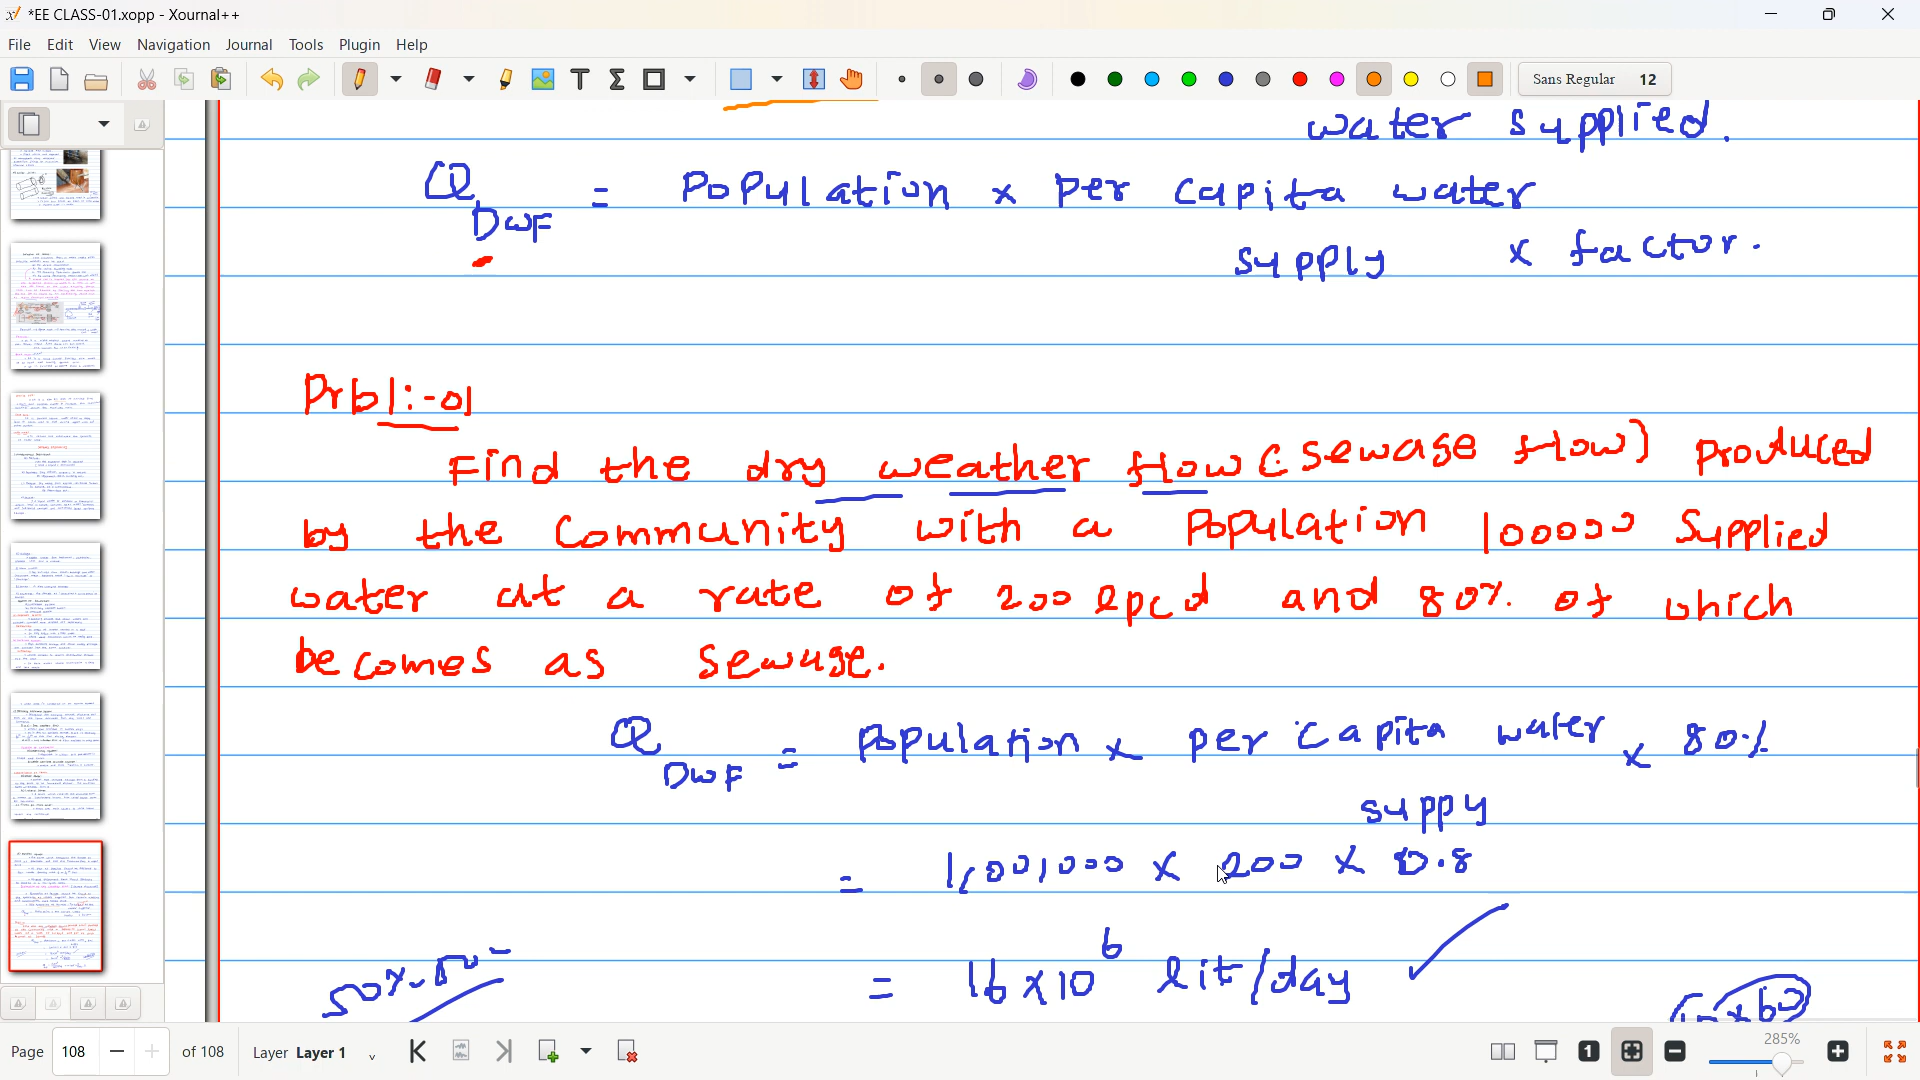 *EE CLASS-01.xopp - Xournal++
File Edit View Navigation Journal Tools Plugin Help
Sans Regular 12
water supplied.
Q DWF = Population x per capita water
supply x factor.
Prbl:-01
Find the dry weather flow (Sewage flow) Produced
by the Community with a Population 100000 Supplied
water at a rate of 200 lpcd and 80% of which
becomes as Sewage.
Q DWF = Population x per capita water x 80%
suppy
= 1,00,000 x 200 x 0.8
= 16 x 10^6 lit/day
Page 108 of 108 Layer Layer 1 285%